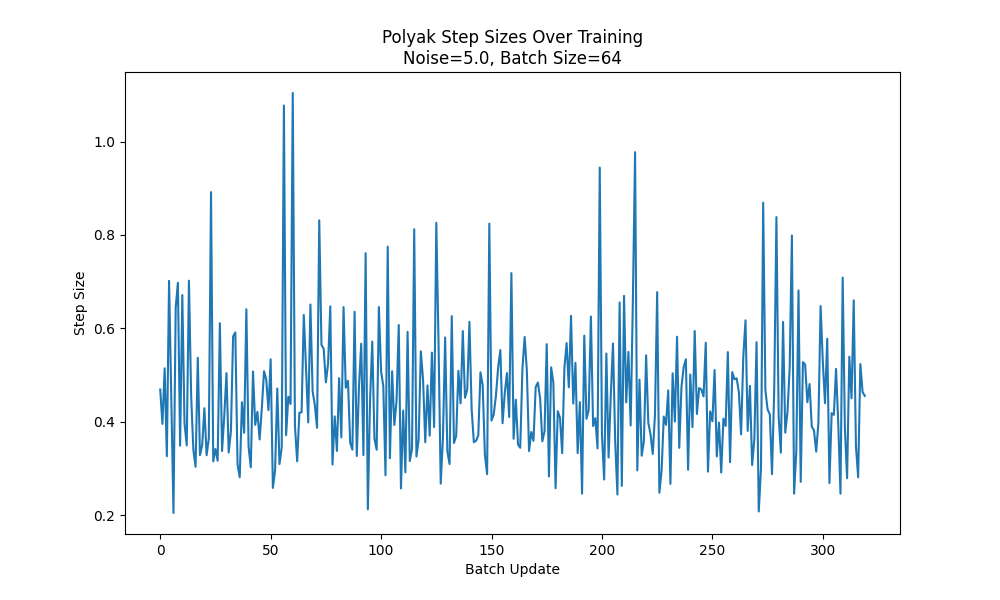 Polyak Step Sizes Over Training
Noise=5.0, Batch Size=64
Step Size
1.0
0.8
0.6
0.4
0.2
0 50 100 150 200 250 300
Batch Update